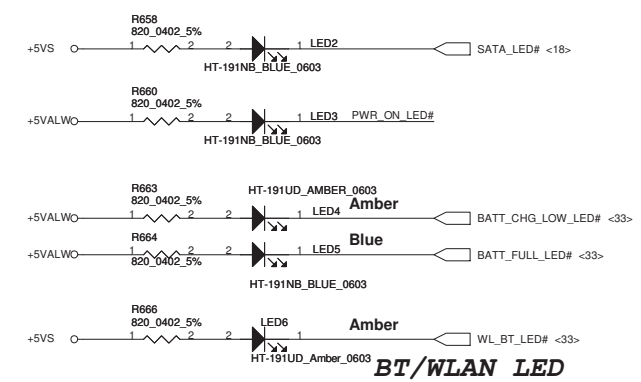 R658
820_0402_5%
+5VS 1 2 2 1 LED2 SATA_LED# <18>
HT-191NB_BLUE_0603
R660
820_0402_5%
+5VALW 1 2 2 1 LED3 PWR_ON_LED#
HT-191NB_BLUE_0603
R663 HT-191UD_AMBER_0603
820_0402_5% Amber
+5VALW 1 2 2 1 LED4 BATT_CHG_LOW_LED# <33>
R664 Blue
+5VALW 1 2 2 1 LED5 BATT_FULL_LED# <33>
820_0402_5%
HT-191NB_BLUE_0603
R666
820_0402_5% LED6 Amber
+5VS 1 2 2 1 WL_BT_LED# <33>
HT-191UD_Amber_0603
BT/WLAN LED